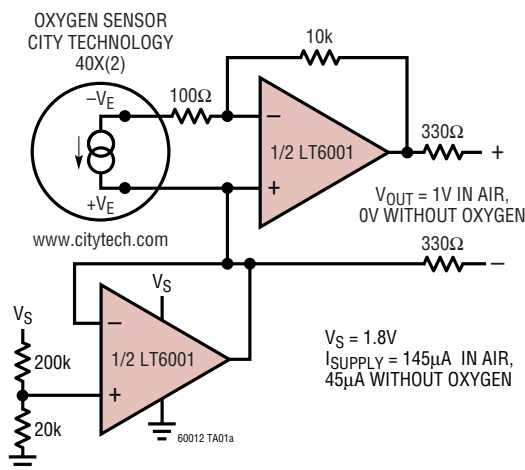 OXYGEN SENSOR
CITY TECHNOLOGY
40X(2)
10k
100Ω
–VE
–
1/2 LT6001
+
330Ω
+
+VE
VOUT = 1V IN AIR,
0V WITHOUT OXYGEN
www.citytech.com
330Ω
–
VS
–
VS
1/2 LT6001
200k
+
VS = 1.8V
ISUPPLY = 145µA IN AIR,
45µA WITHOUT OXYGEN
20k
60012 TA01a